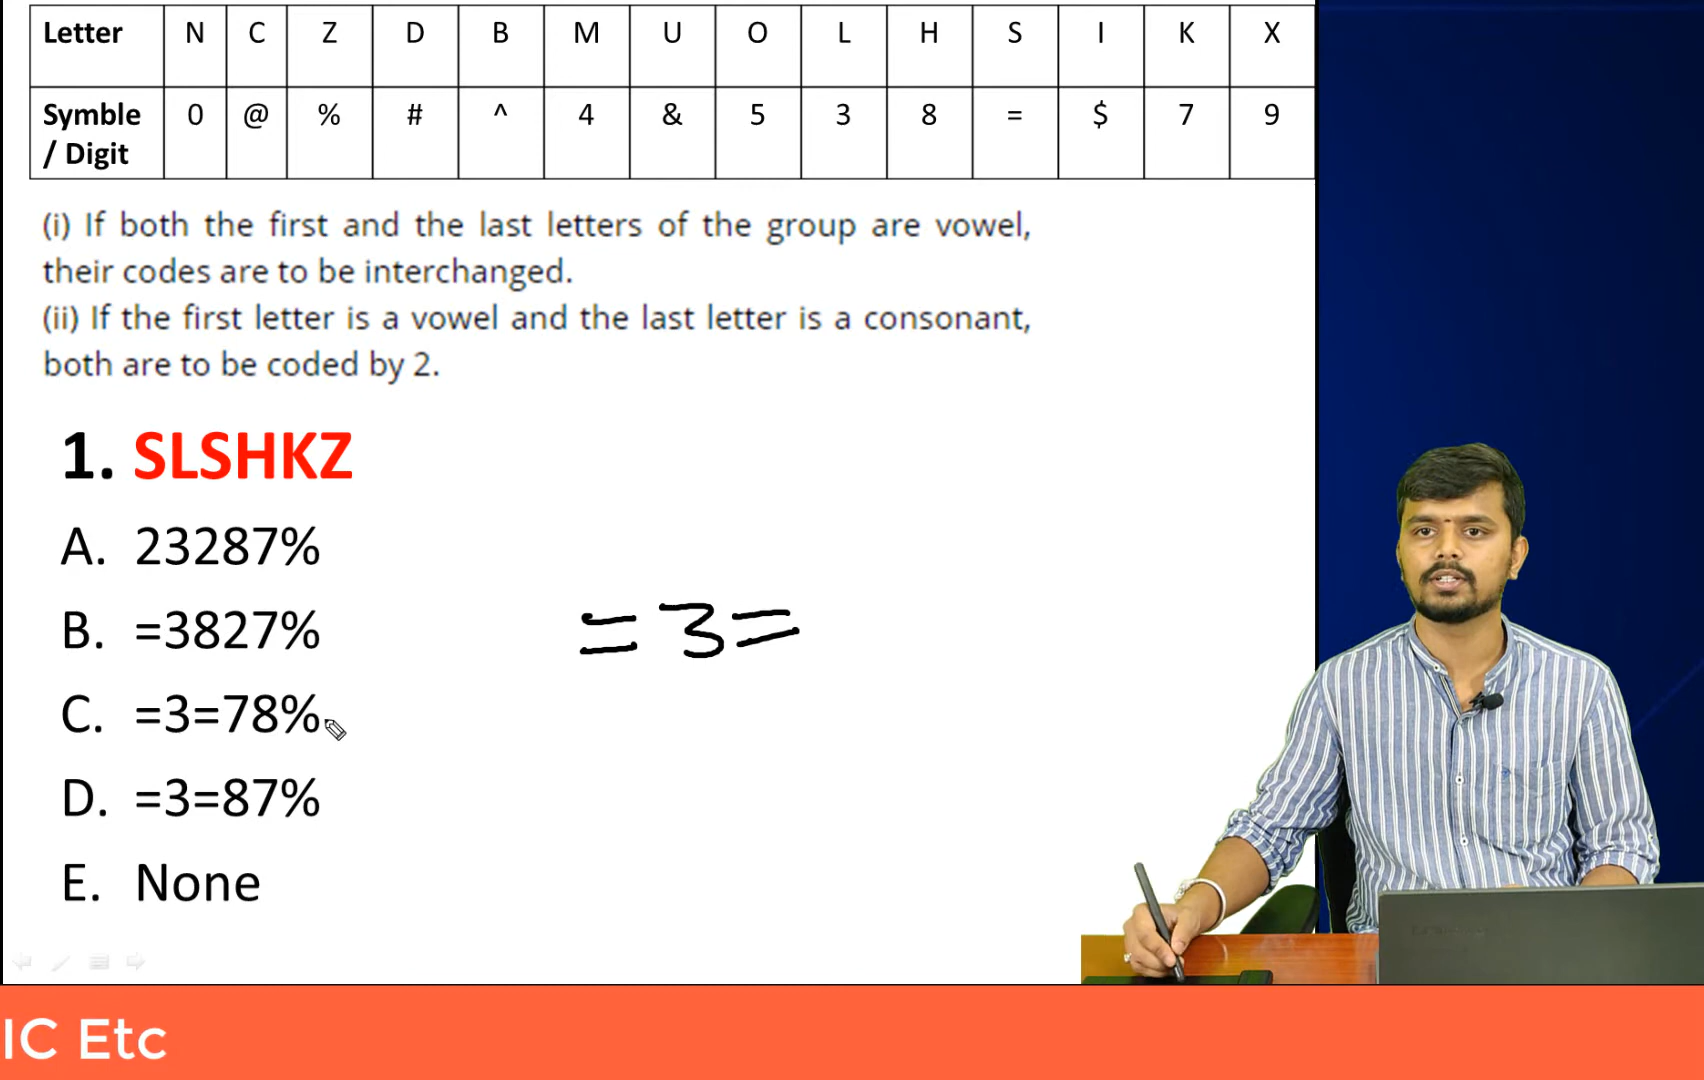 Letter N C Z D B M U O L H S I K X
Symble / Digit 0 @ % # ^ 4 & 5 3 8 = $ 7 9
(i) If both the first and the last letters of the group are vowel,
their codes are to be interchanged.
(ii) If the first letter is a vowel and the last letter is a consonant,
both are to be coded by 2.
1. SLSHKZ
A. 23287%
B. =3827%
= 3 =
C. =3=78%
D. =3=87%
E. None
IC Etc